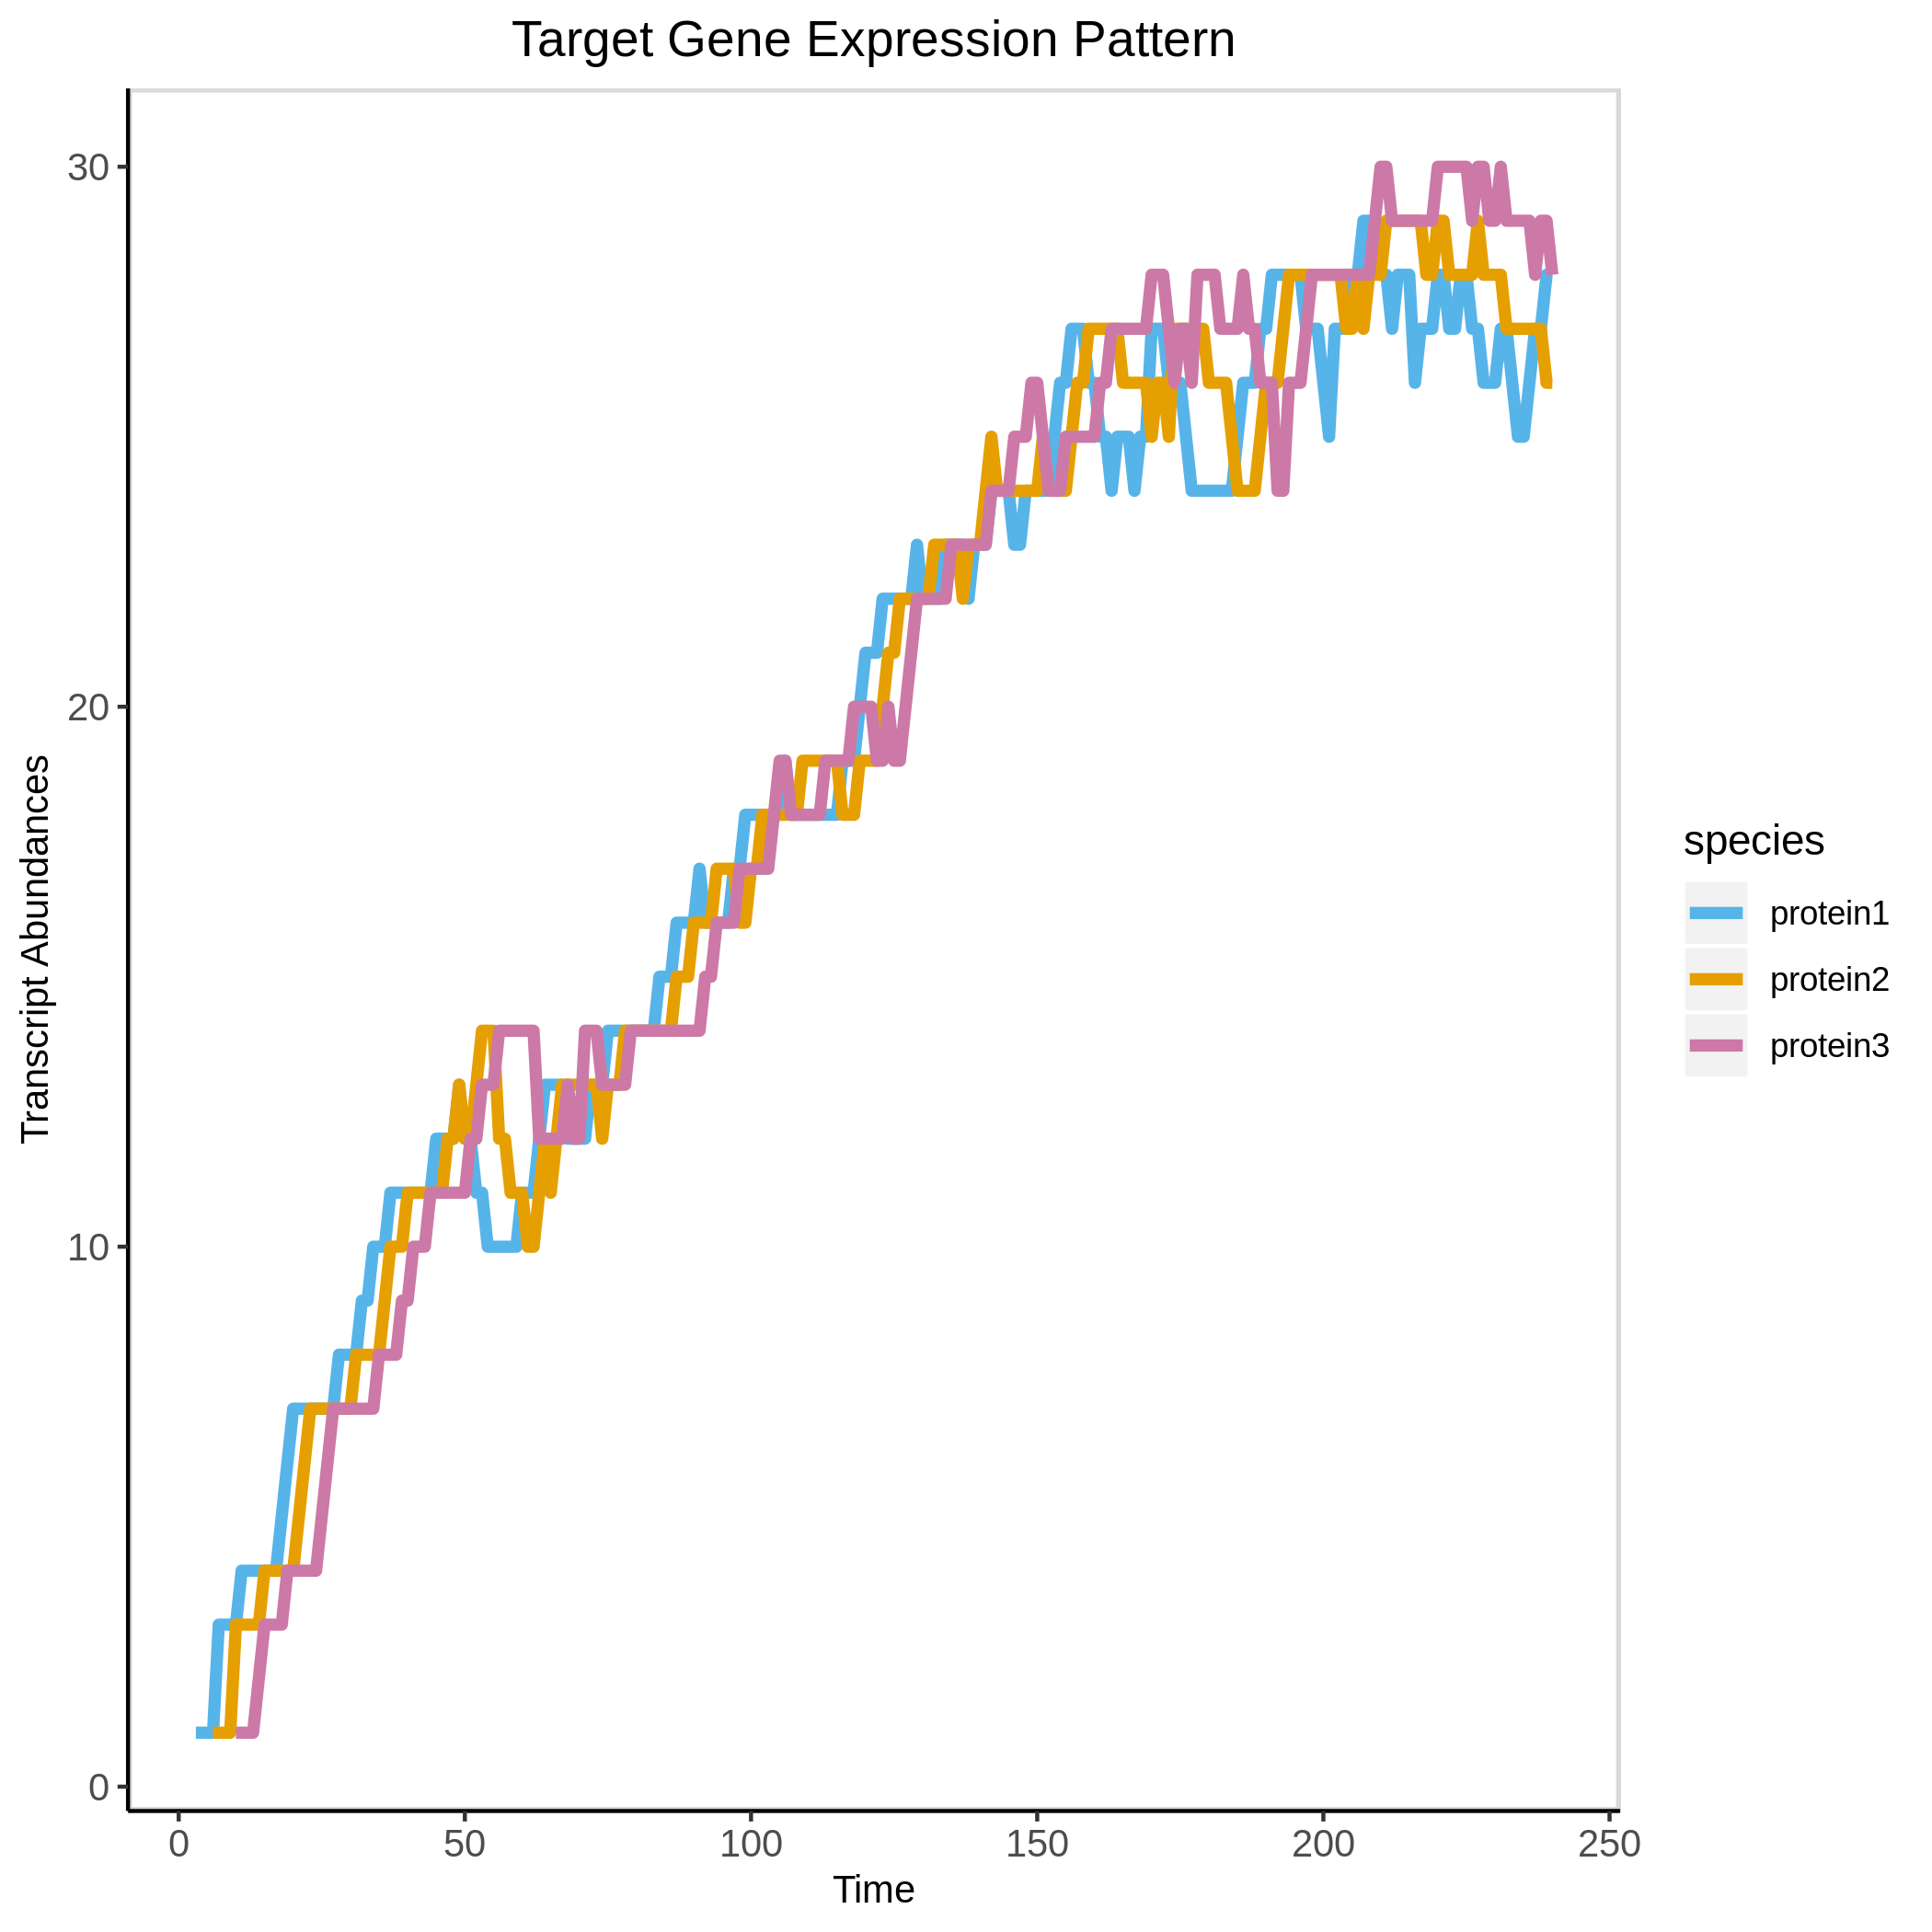 Target Gene Expression Pattern
Transcript Abundances
30
20
10
0
0 50 100 150 200 250
Time
species
protein1
protein2
protein3